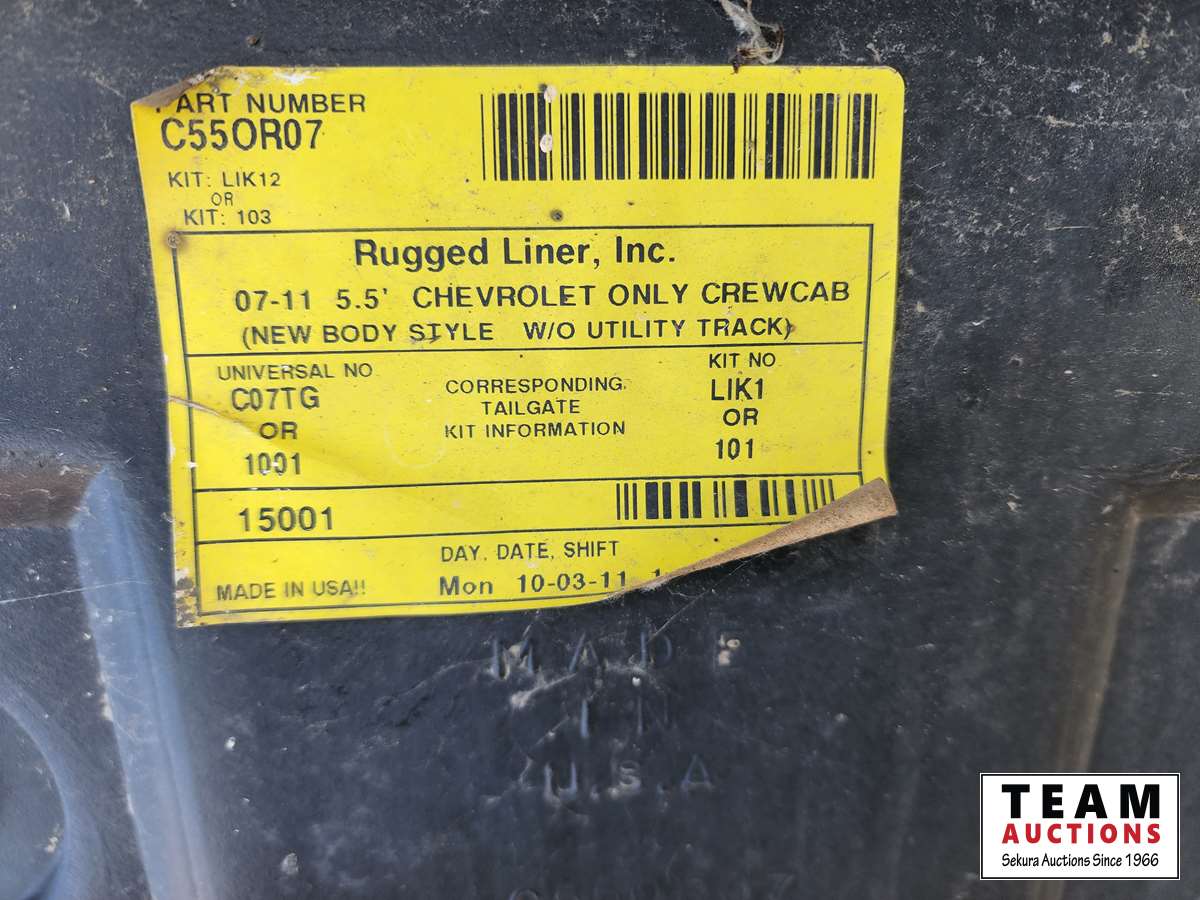 PART NUMBER
C55OR07
KIT: LIK12
OR
KIT: 103
Rugged Liner, Inc.
07-11 5.5' CHEVROLET ONLY CREWCAB
(NEW BODY STYLE W/O UTILITY TRACK)
UNIVERSAL NO
C07TG
OR
1001
CORRESPONDING
TAILGATE
KIT INFORMATION
KIT NO
LIK1
OR
101
15001
DAY, DATE, SHIFT
MADE IN USA!! Mon 10-03-11
MADE
IN
U.S.A
TEAM
AUCTIONS
Sekura Auctions Since 1966